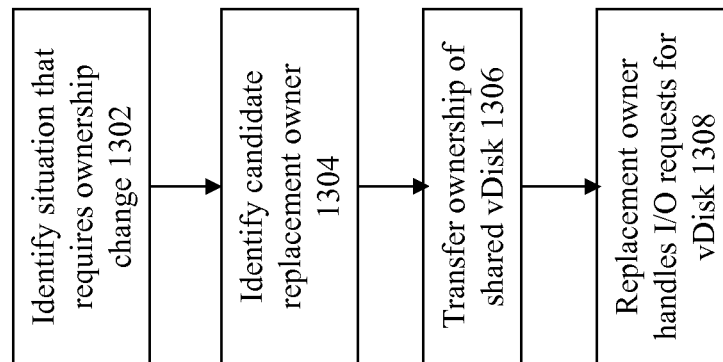 Identify situation that
requires ownership
change 1302
Identify candidate
replacement owner
1304
Transfer ownership of
shared vDisk 1306
Replacement owner
handles I/O requests for
vDisk 1308